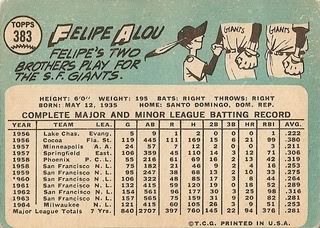 TOPPS
383
FELIPE ALOU
FELIPE'S TWO
BROTHERS PLAY FOR
THE S.F. GIANTS.
GIANTS
GIANTS
HEIGHT: 6'0" WEIGHT: 195 BATS: RIGHT THROWS: RIGHT
BORN: MAY 12, 1935 HOME: SANTO DOMINGO, DOM. REP.
COMPLETE MAJOR AND MINOR LEAGUE BATTING RECORD
YEAR TEAM LEA. G AB R H 2B 3B HR RBI AVG.
1956 Lake Chas. Evang. 5 9 1 2 0 0 0 1 .222
1956 Cocoa Fla. St. 119 445 111 169 15 6 21 99 .380
1957 Minneapolis A.A. 24 57 7 12 2 0 0 3 .211
1957 Springfield East. 106 359 45 110 14 3 12 71 .306
1958 Phoenix P.C.L. 55 216 61 69 16 2 13 42 .319
1958 San Francisco N.L. 75 182 21 46 9 2 4 16 .253
1959 San Francisco N.L. 95 247 38 68 13 2 10 33 .275
1960 San Francisco N.L. 106 322 48 85 17 3 8 44 .264
1961 San Francisco N.L. 132 415 59 120 19 0 18 52 .289
1962 San Francisco N.L. 154 561 96 177 30 3 25 98 .316
1963 San Francisco N.L. 157 565 75 159 31 9 20 82 .281
1964 Milwaukee N.L. 121 415 60 105 26 3 9 51 .253
Major League Totals 7 Yrs. 840 2707 397 760 145 22 94 376 .281
©T.C.G. PRINTED IN U.S.A.